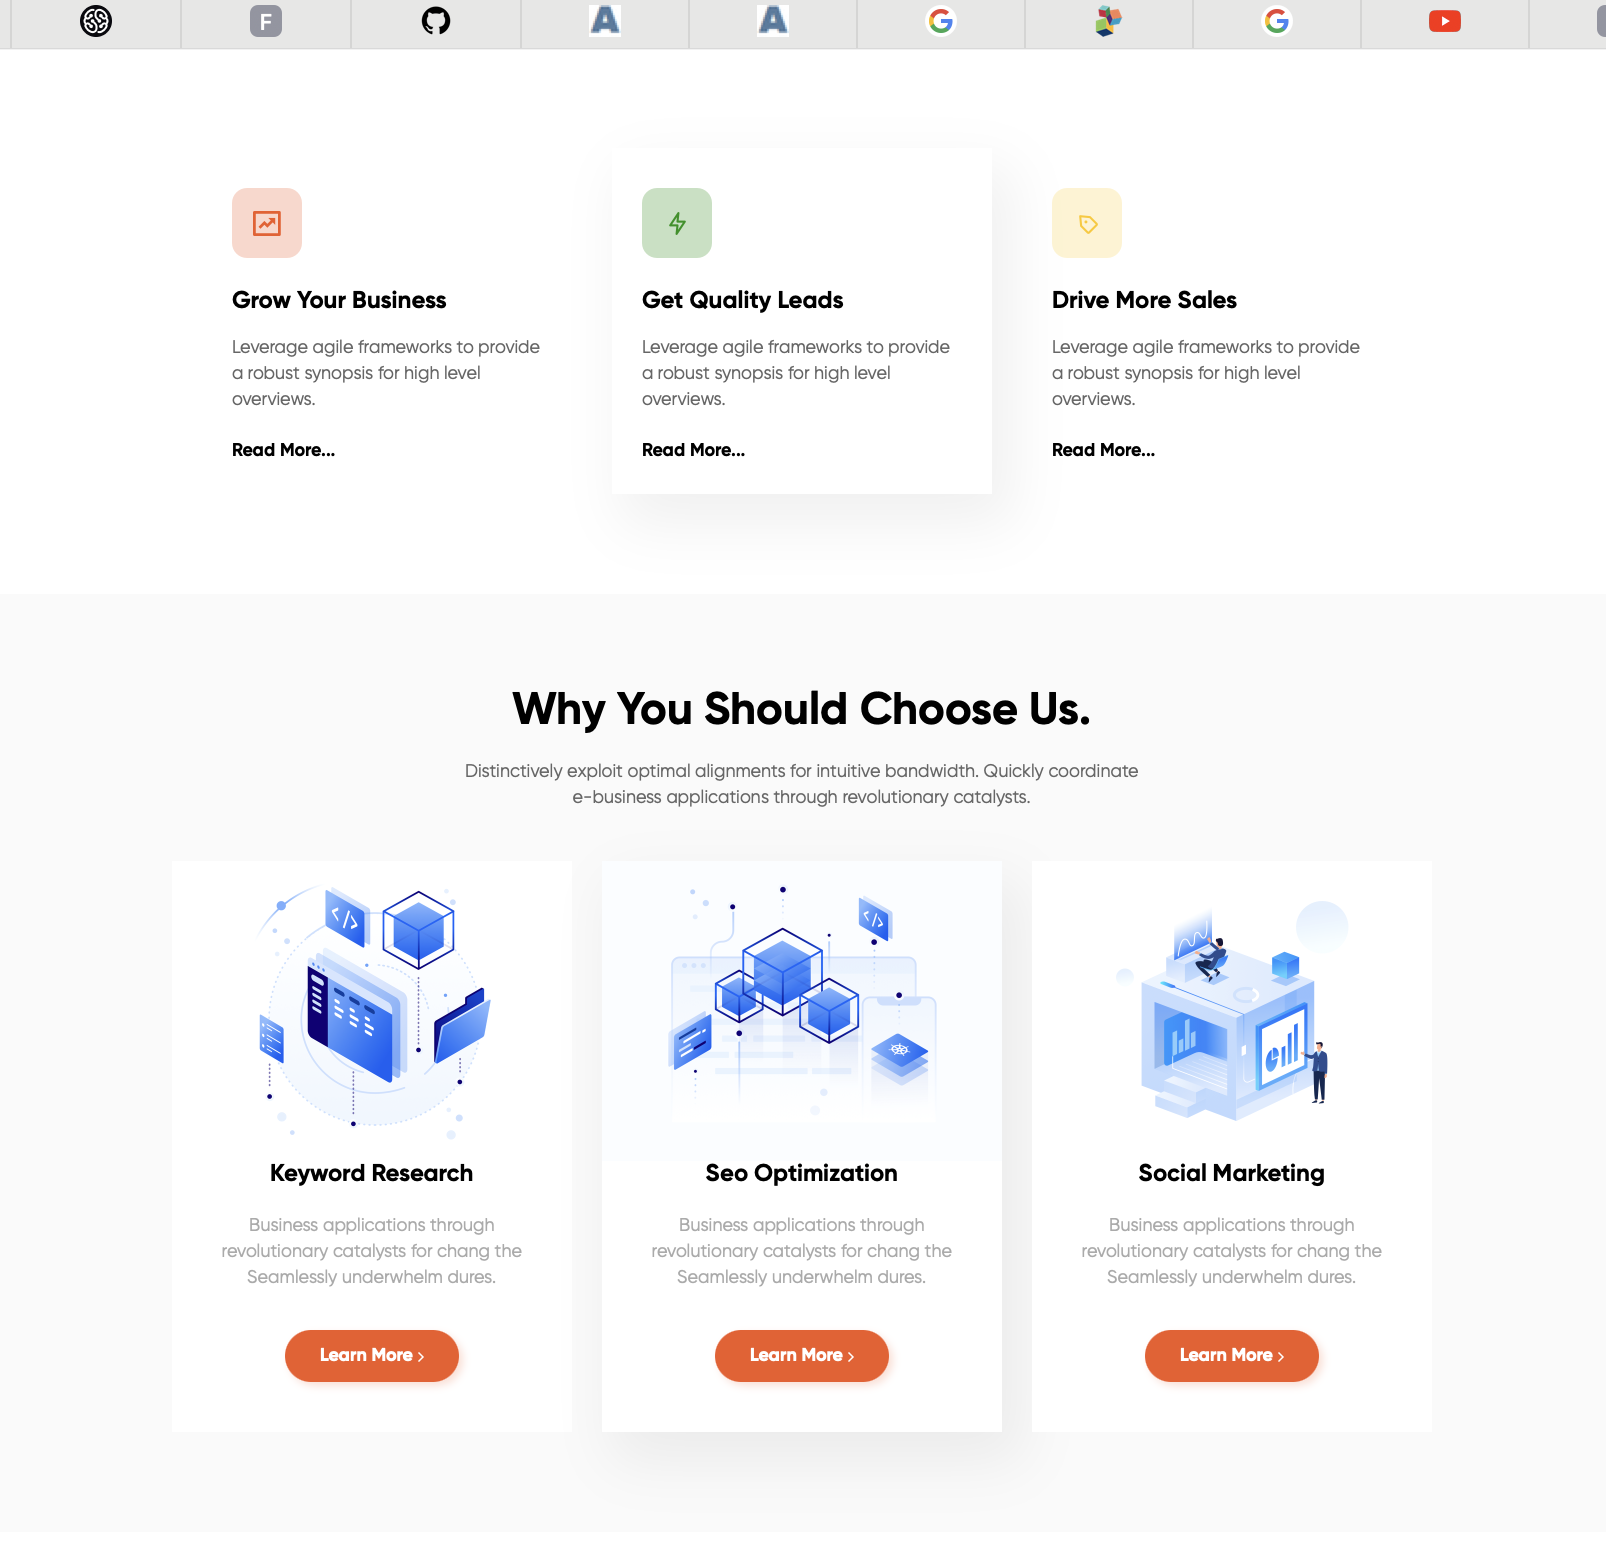 F
A
A
Grow Your Business
Leverage agile frameworks to provide
a robust synopsis for high level
overviews.
Read More...
Get Quality Leads
Leverage agile frameworks to provide
a robust synopsis for high level
overviews.
Read More...
Drive More Sales
Leverage agile frameworks to provide
a robust synopsis for high level
overviews.
Read More...
Why You Should Choose Us.
Distinctively exploit optimal alignments for intuitive bandwidth. Quickly coordinate
e-business applications through revolutionary catalysts.
Keyword Research
Business applications through
revolutionary catalysts for chang the
Seamlessly underwhelm dures.
Learn More >
Seo Optimization
Business applications through
revolutionary catalysts for chang the
Seamlessly underwhelm dures.
Learn More >
Social Marketing
Business applications through
revolutionary catalysts for chang the
Seamlessly underwhelm dures.
Learn More >